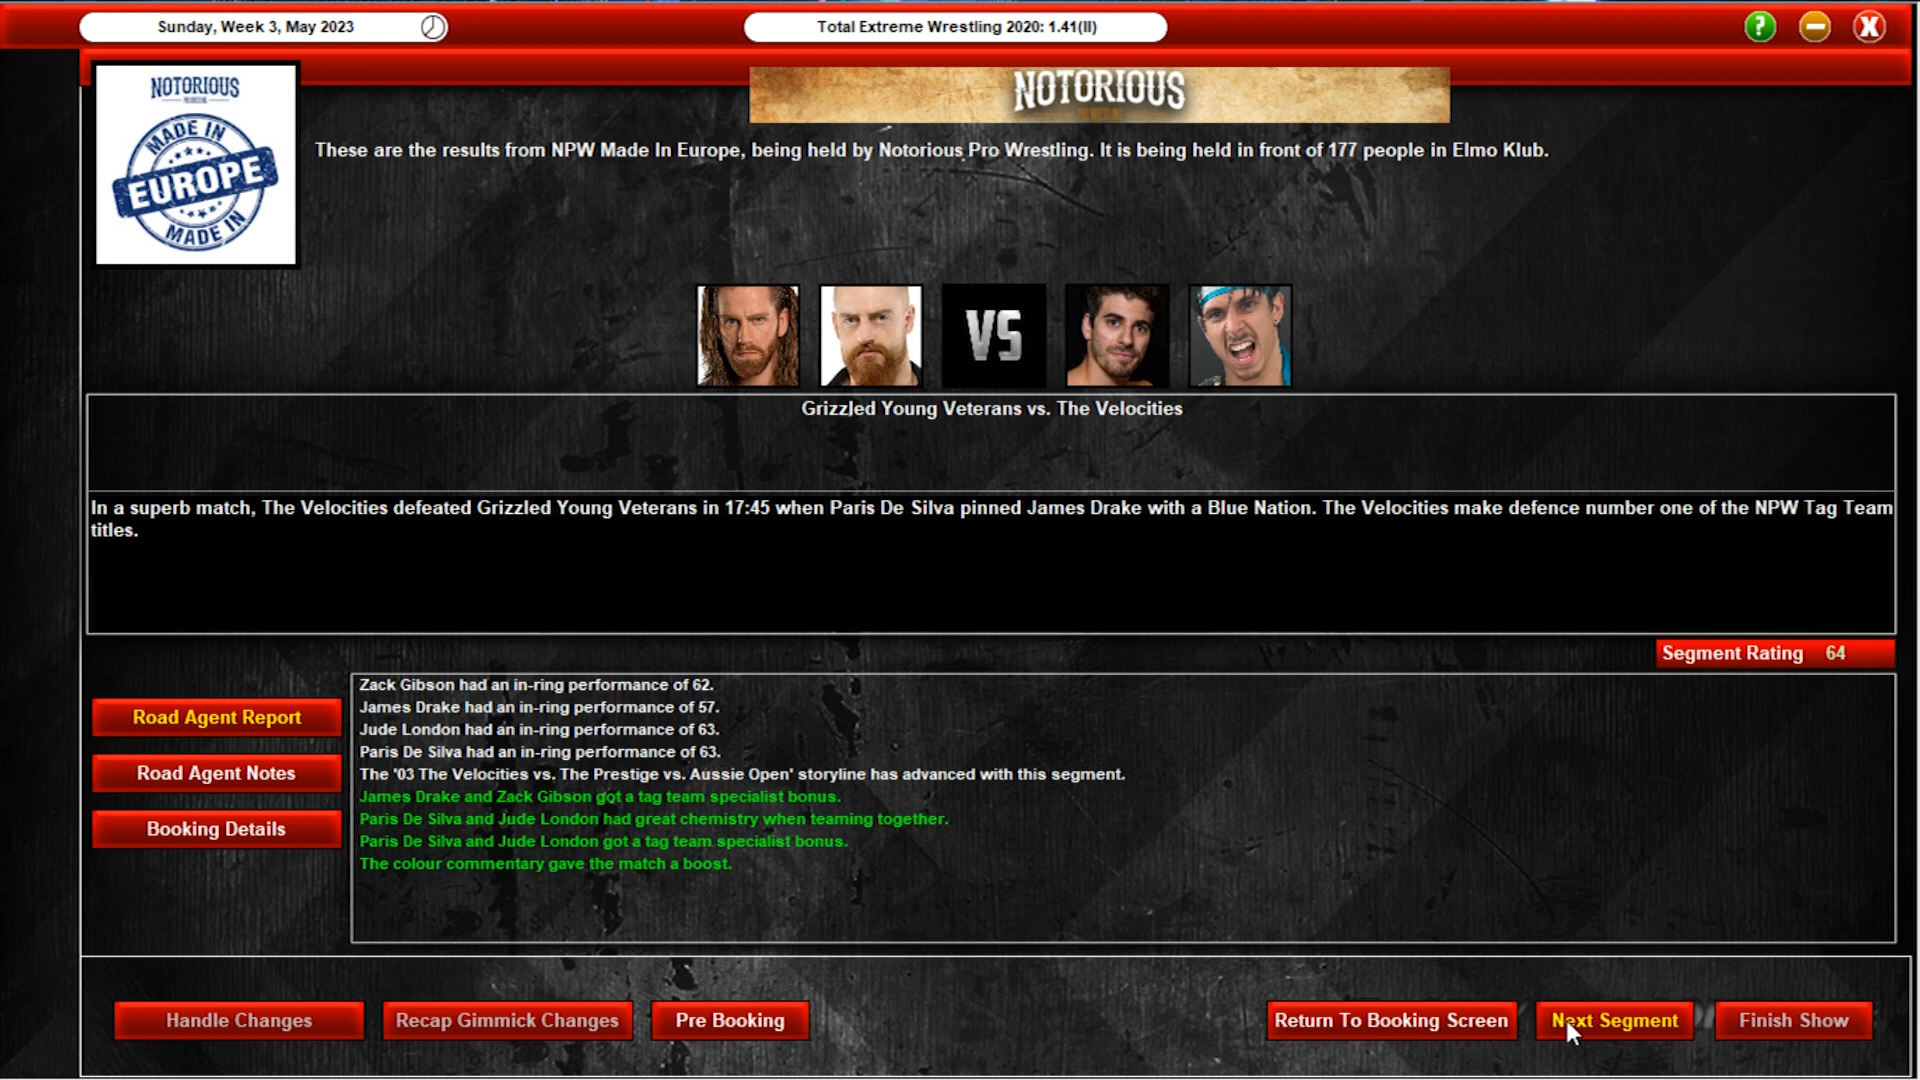 Sunday, Week 3, May 2023
Total Extreme Wrestling 2020: 1.41(II)
NOTORIOUS
MADE IN
EUROPE
MADE IN
NOTORIOUS
These are the results from NPW Made In Europe, being held by Notorious Pro Wrestling. It is being held in front of 177 people in Elmo Klub.
VS
Grizzled Young Veterans vs. The Velocities
In a superb match, The Velocities defeated Grizzled Young Veterans in 17:45 when Paris De Silva pinned James Drake with a Blue Nation. The Velocities make defence number one of the NPW Tag Team
titles.
Segment Rating 64
Road Agent Report
Road Agent Notes
Booking Details
Zack Gibson had an in-ring performance of 62.
James Drake had an in-ring performance of 57.
Jude London had an in-ring performance of 63.
Paris De Silva had an in-ring performance of 63.
The '03 The Velocities vs. The Prestige vs. Aussie Open' storyline has advanced with this segment.
James Drake and Zack Gibson got a tag team specialist bonus.
Paris De Silva and Jude London had great chemistry when teaming together.
Paris De Silva and Jude London got a tag team specialist bonus.
The colour commentary gave the match a boost.
Handle Changes
Recap Gimmick Changes
Pre Booking
Return To Booking Screen
Next Segment
Finish Show